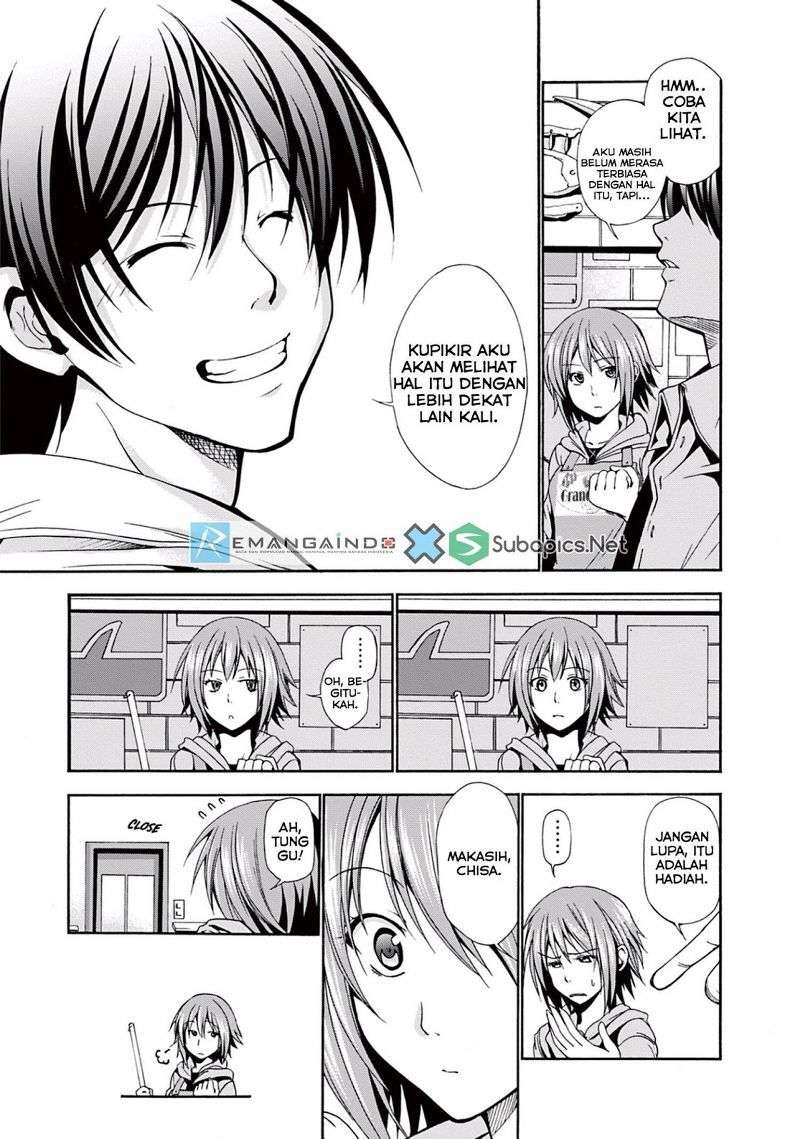 HMM..
COBA
KITA
LIHAT.
AKU MASIH
BELUM MERASA
TERBIASA
DENGAN HAL
ITU, TAPI...
Gran
KUPIKIR AKU
AKAN MELIHAT
HAL ITU DENGAN
LEBIH DEKAT
LAIN KALI.
REMANGAINDO
Subapics.Net
......
OH, BE-
GITU-
KAH.
......
JANGAN
LUPA, ITU
ADALAH
HADIAH.
MAKASIH,
CHISA.
AH,
TUNG
GU!
CLOSE